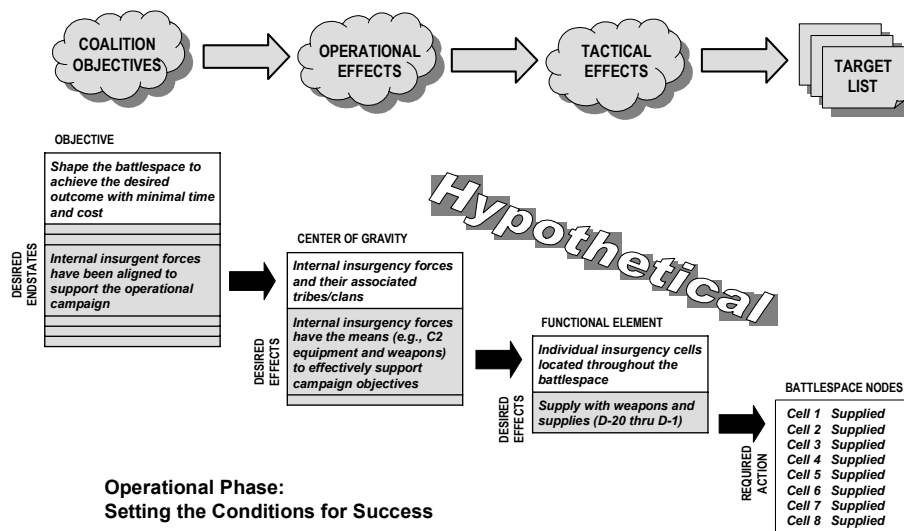 COALITION
OBJECTIVES
OPERATIONAL
EFFECTS
TACTICAL
EFFECTS
TARGET
LIST
OBJECTIVE
Shape the battlespace to
achieve the desired
outcome with minimal time
and cost
DESIRED
ENDSTATES
Internal insurgent forces
have been aligned to
support the operational
campaign
Hypothetical
CENTER OF GRAVITY
Internal insurgency forces
and their associated
tribes/clans
DESIRED
EFFECTS
Internal insurgency forces
have the means (e.g., C2
equipment and weapons)
to effectively support
campaign objectives
FUNCTIONAL ELEMENT
Individual insurgency cells
located throughout the
battlespace
DESIRED
EFFECTS
Supply with weapons and
supplies (D-20 thru D-1)
BATTLESPACE NODES
REQUIRED
ACTION
Cell 1 Supplied
Cell 2 Supplied
Cell 3 Supplied
Cell 4 Supplied
Cell 5 Supplied
Cell 6 Supplied
Cell 7 Supplied
Cell 8 Supplied
Operational Phase:
Setting the Conditions for Success